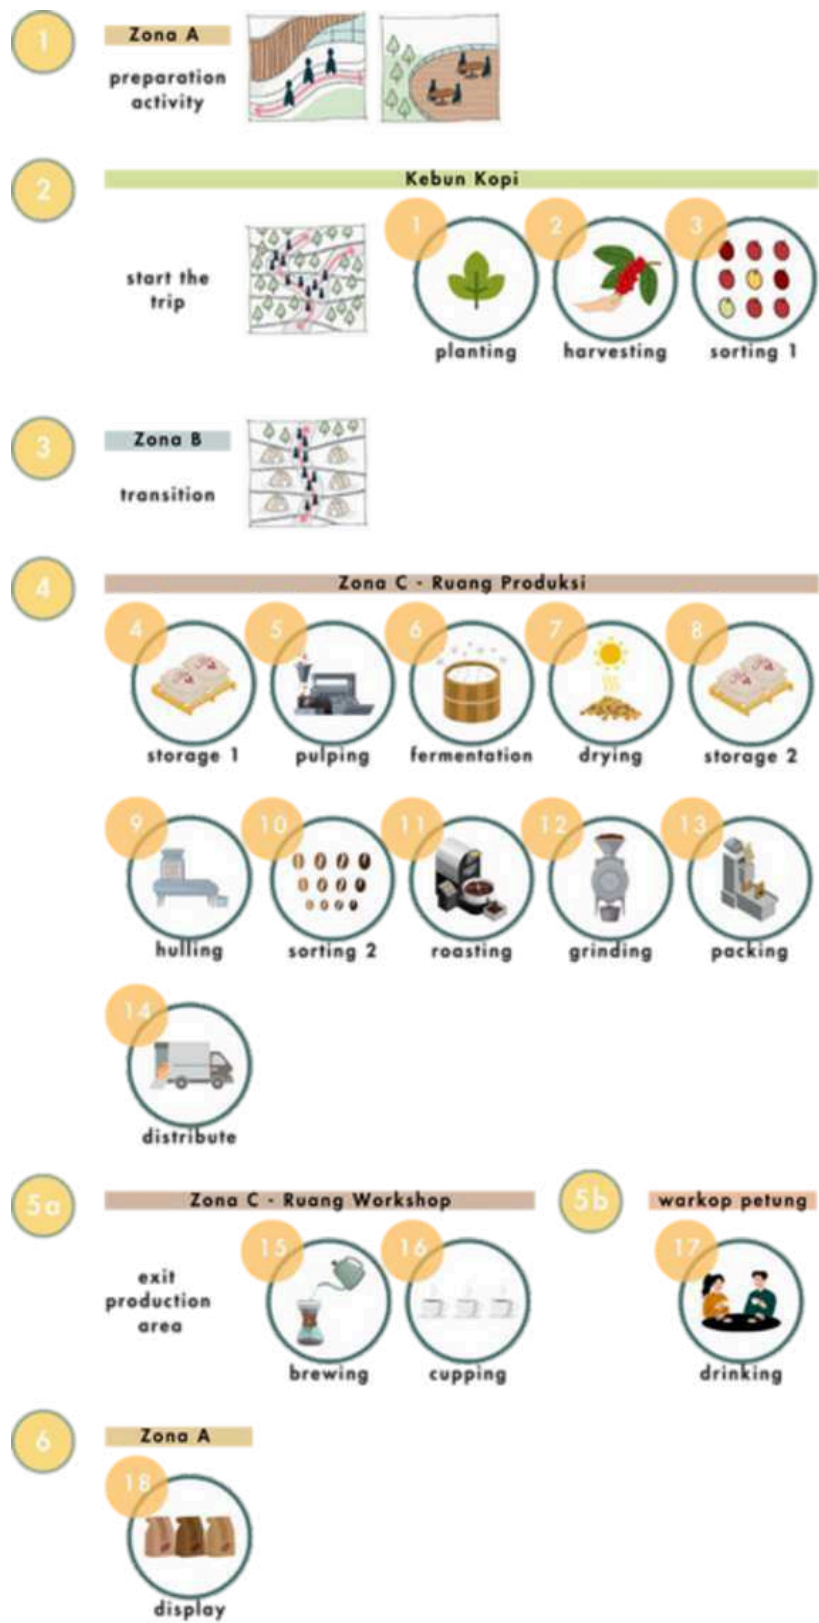 1
Zona A
preparation
activity
2
Kebun Kopi
start the
trip
1
2
3
planting
harvesting
sorting 1
3
Zona B
transition
4
Zona C - Ruang Produksi
4
5
6
7
8
storage 1
pulping
fermentation
drying
storage 2
9
10
11
12
13
hulling
sorting 2
roasting
grinding
packing
14
distribute
5a
Zona C - Ruang Workshop
exit
production
area
15
16
brewing
cupping
5b
warkop petung
17
drinking
6
Zona A
18
display